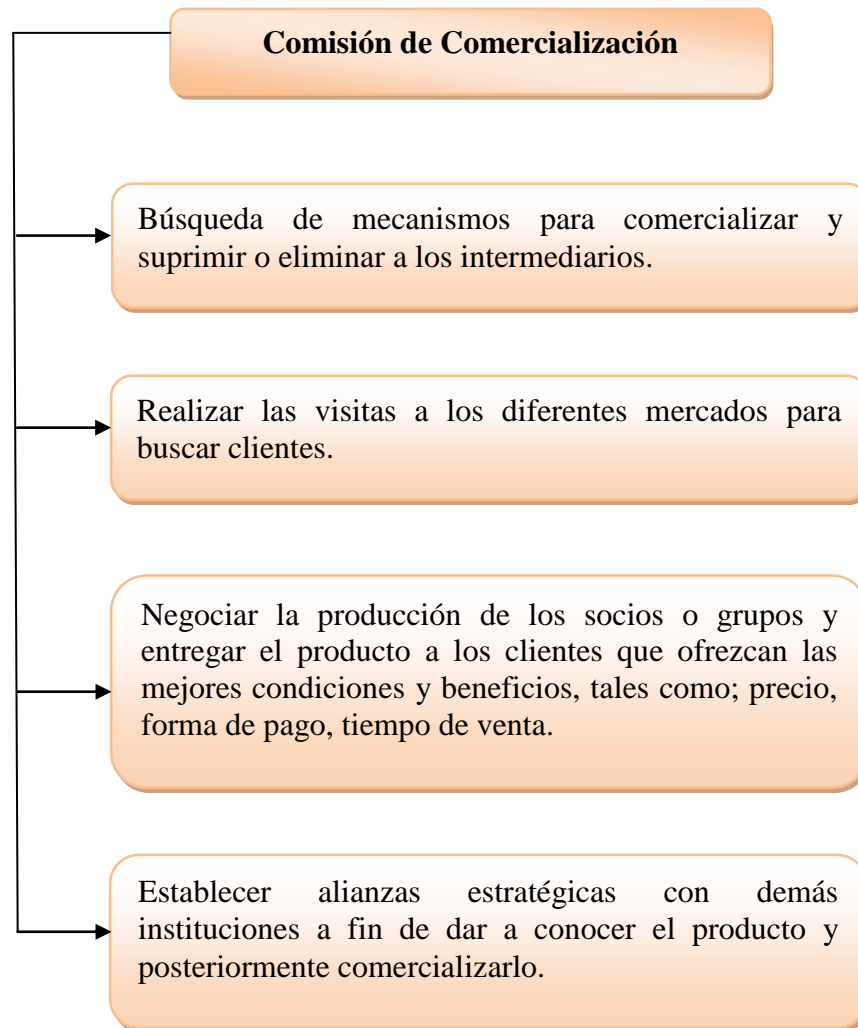 Comisión de Comercialización
Búsqueda de mecanismos para comercializar y
suprimir o eliminar a los intermediarios.
Realizar las visitas a los diferentes mercados para
buscar clientes.
Negociar la producción de los socios o grupos y
entregar el producto a los clientes que ofrezcan las
mejores condiciones y beneficios, tales como; precio,
forma de pago, tiempo de venta.
Establecer alianzas estratégicas con demás
instituciones a fin de dar a conocer el producto y
posteriormente comercializarlo.